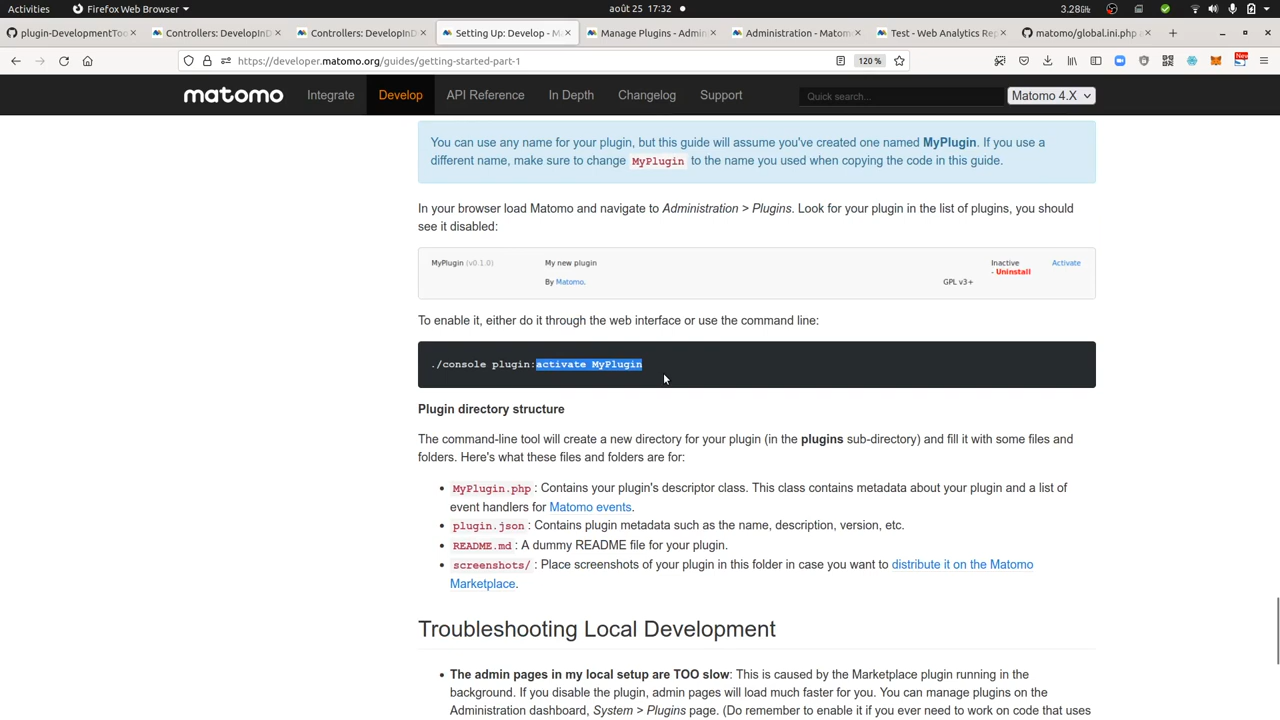 Activities
Firefox Web Browser
août 25 17:32
3.28GHz
plugin-DevelopmentToo
Controllers: DevelopInD
Controllers: DevelopInD
Setting Up: Develop - M
Manage Plugins - Admin
Administration - Matom
Test - Web Analytics Re
matomo/global.ini.php a
https://developer.matomo.org/guides/getting-started-part-1
120 %
New
matomo
Integrate
Develop
API Reference
In Depth
Changelog
Support
Quick search...
Matomo 4.X
You can use any name for your plugin, but this guide will assume you've created one named MyPlugin. If you use a
different name, make sure to change MyPlugin to the name you used when copying the code in this guide.
In your browser load Matomo and navigate to Administration > Plugins. Look for your plugin in the list of plugins, you should
see it disabled:
MyPlugin (v0.1.0) My new plugin Inactive Activate
- Uninstall
By Matomo. GPL v3+
To enable it, either do it through the web interface or use the command line:
./console plugin:activate MyPlugin
Plugin directory structure
The command-line tool will create a new directory for your plugin (in the plugins sub-directory) and fill it with some files and
folders. Here's what these files and folders are for:
• MyPlugin.php : Contains your plugin's descriptor class. This class contains metadata about your plugin and a list of
event handlers for Matomo events.
• plugin.json : Contains plugin metadata such as the name, description, version, etc.
• README.md : A dummy README file for your plugin.
• screenshots/ : Place screenshots of your plugin in this folder in case you want to distribute it on the Matomo
Marketplace.
Troubleshooting Local Development
• The admin pages in my local setup are TOO slow: This is caused by the Marketplace plugin running in the
background. If you disable the plugin, admin pages will load much faster for you. You can manage plugins on the
Administration dashboard, System > Plugins page. (Do remember to enable it if you ever need to work on code that uses